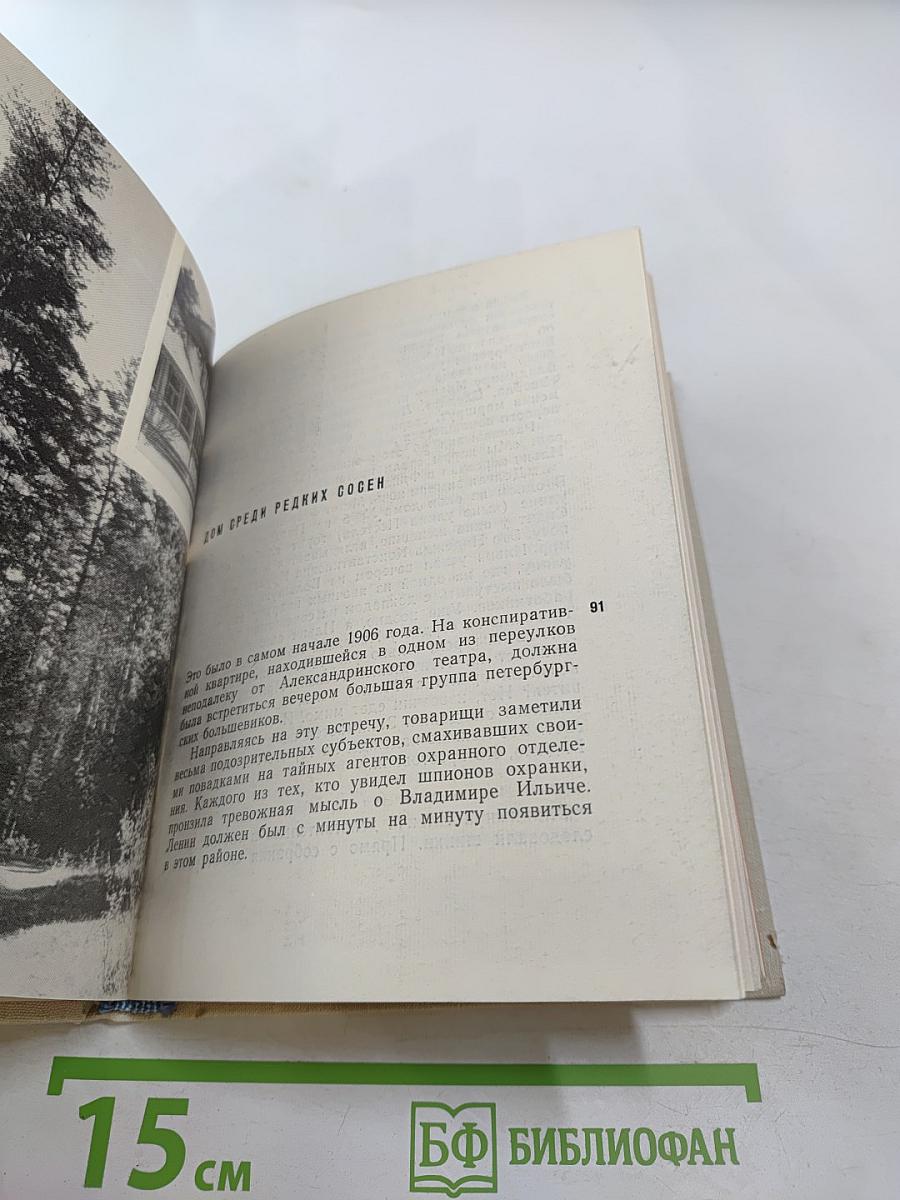 ДОМ СРЕДИ РЕДКИХ СОСЕН
91
Это было в самом начале 1906 года. На конспиратив-
ной квартире, находившейся в одном из переулков
неподалеку от Александринского театра, должна
была встретиться вечером большая группа петербург-
ских большевиков.
Направляясь на эту встречу, товарищи заметили
весьма подозрительных субъектов, смахивавших свои-
ми повадками на тайных агентов охранного отделе-
ния. Каждого из тех, кто увидел шпионов охранки,
пронзила тревожная мысль о Владимире Ильиче.
Ленин должен был с минуты на минуту появиться
в этом районе.
15 см
БФ БИБЛИОФАН